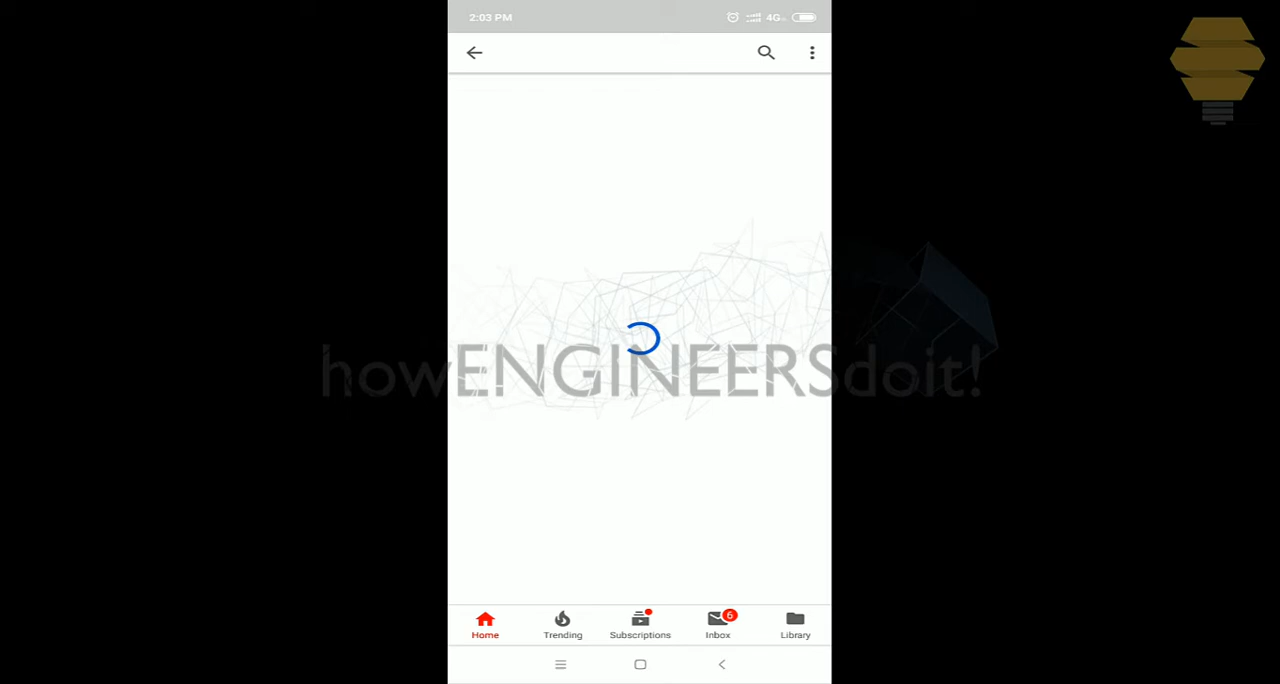 2:03 PM
4G
howENGINEERSdoit!
6
Home
Trending
Subscriptions
Inbox
Library